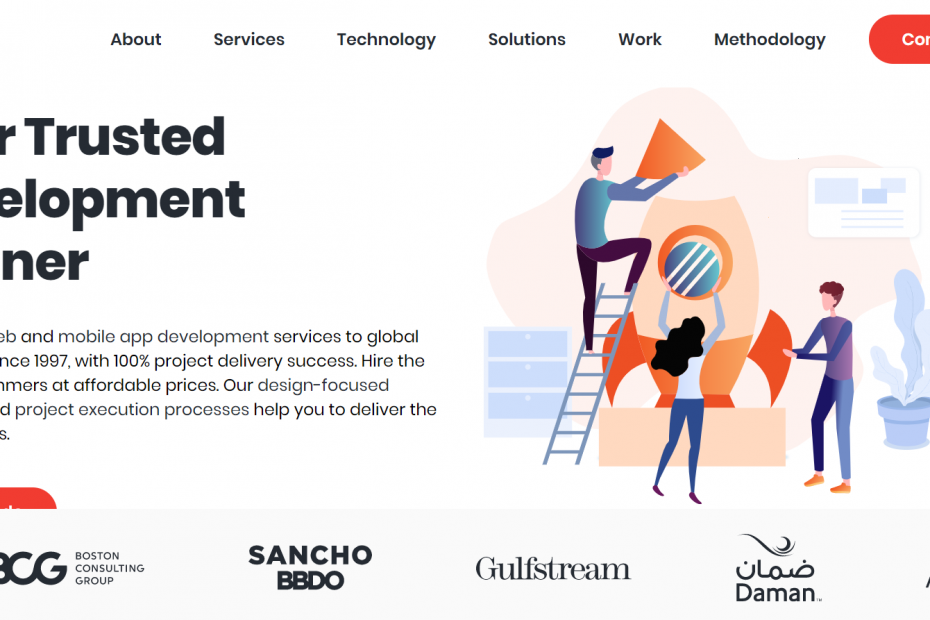 About Services Technology Solutions Work Methodology Con
r Trusted
elopment
ner
eb and mobile app development services to global
nce 1997, with 100% project delivery success. Hire the
mmers at affordable prices. Our design-focused
d project execution processes help you to deliver the
s.
BCG BOSTON
CONSULTING
GROUP
SANCHO
BBDO
Gulfstream
ضمان
Daman